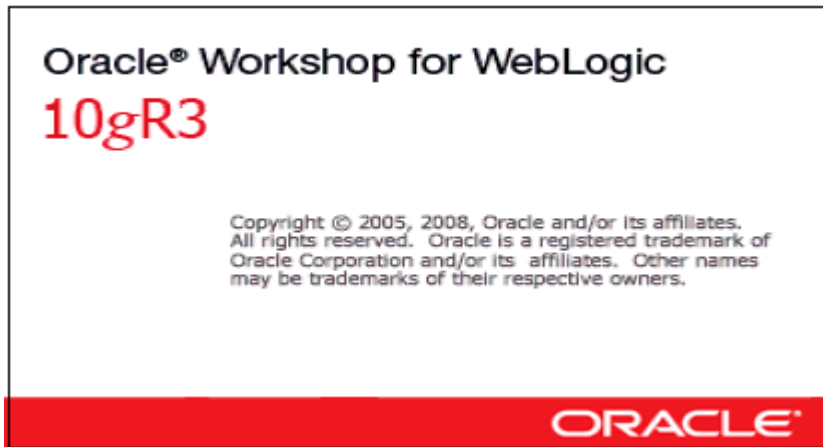 Oracle® Workshop for WebLogic
10gR3
Copyright © 2005, 2008, Oracle and/or its affiliates.
All rights reserved.  Oracle is a registered trademark of
Oracle Corporation and/or its  affiliates.  Other names
may be trademarks of their respective owners.
ORACLE®